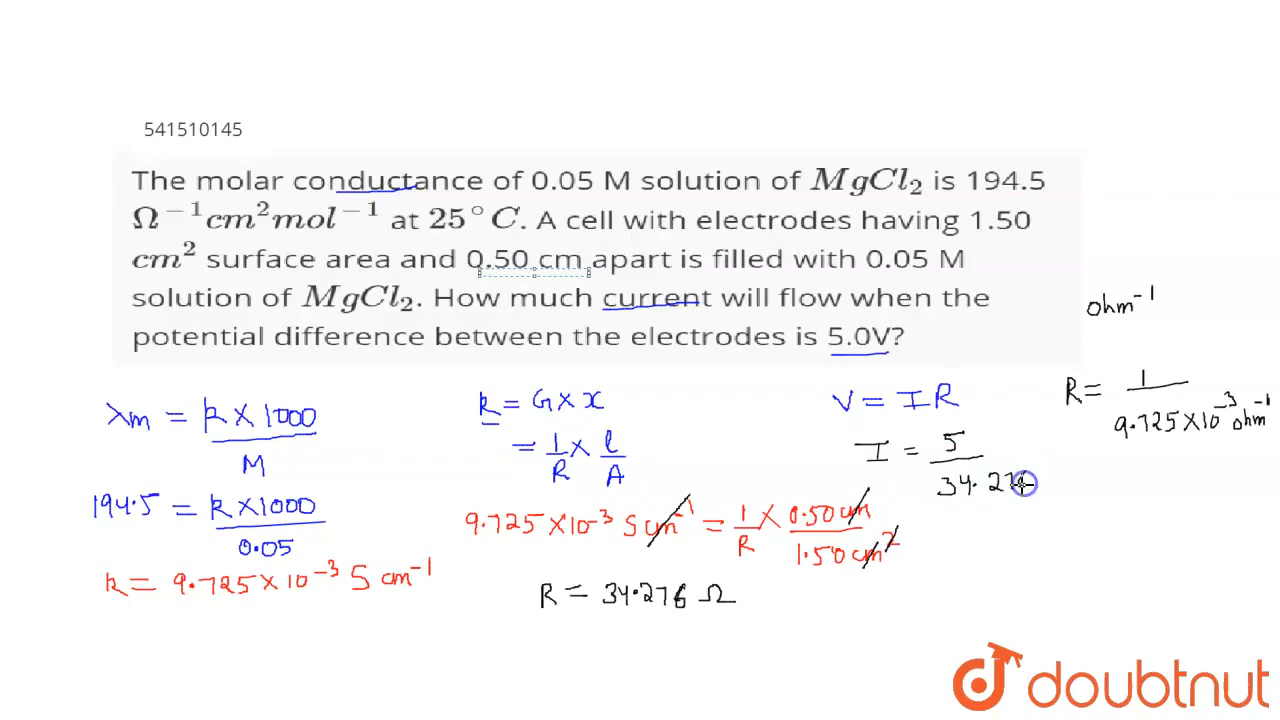 541510145
The molar conductance of 0.05 M solution of MgCl₂ is 194.5
Ω⁻¹cm²mol⁻¹ at 25°C. A cell with electrodes having 1.50
cm² surface area and 0.50 cm apart is filled with 0.05 M
solution of MgCl₂. How much current will flow when the
potential difference between the electrodes is 5.0V?
ohm⁻¹
λm = k × 1000 / M
194.5 = k × 1000 / 0.05
k = 9.725 × 10⁻³ S cm⁻¹
k = G × x
= 1/R × l/A
9.725 × 10⁻³ S cm⁻¹ = 1/R × 0.50 cm / 1.50 cm²
R = 34.276 Ω
V = IR
I = 5 / 34.27
R = 1 / 9.725 × 10⁻³ ohm⁻¹
doubtnut